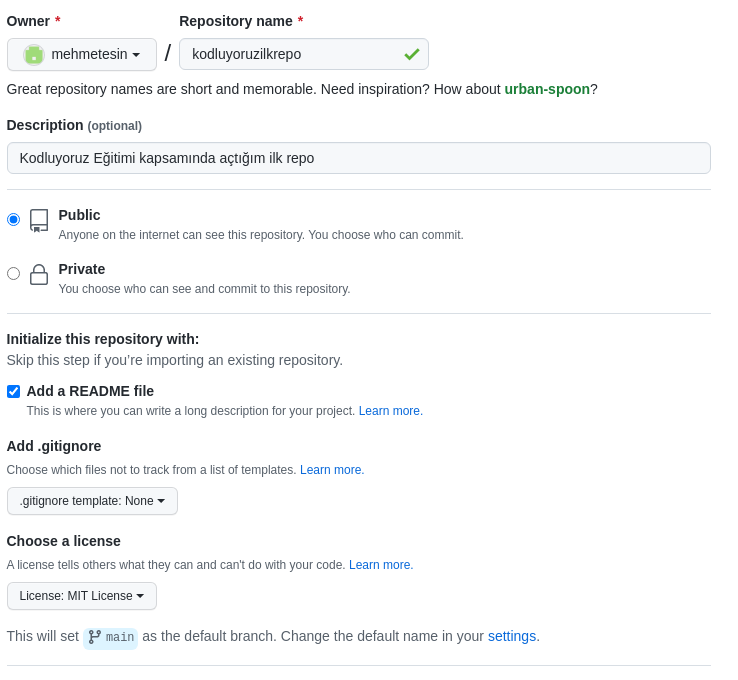 Owner * Repository name *
mehmetesin / kodluyoruzilkrepo
Great repository names are short and memorable. Need inspiration? How about urban-spoon?
Description (optional)
Kodluyoruz Eğitimi kapsamında açtığım ilk repo
Public
Anyone on the internet can see this repository. You choose who can commit.
Private
You choose who can see and commit to this repository.
Initialize this repository with:
Skip this step if you’re importing an existing repository.
Add a README file
This is where you can write a long description for your project. Learn more.
Add .gitignore
Choose which files not to track from a list of templates. Learn more.
.gitignore template: None
Choose a license
A license tells others what they can and can't do with your code. Learn more.
License: MIT License
This will set main as the default branch. Change the default name in your settings.